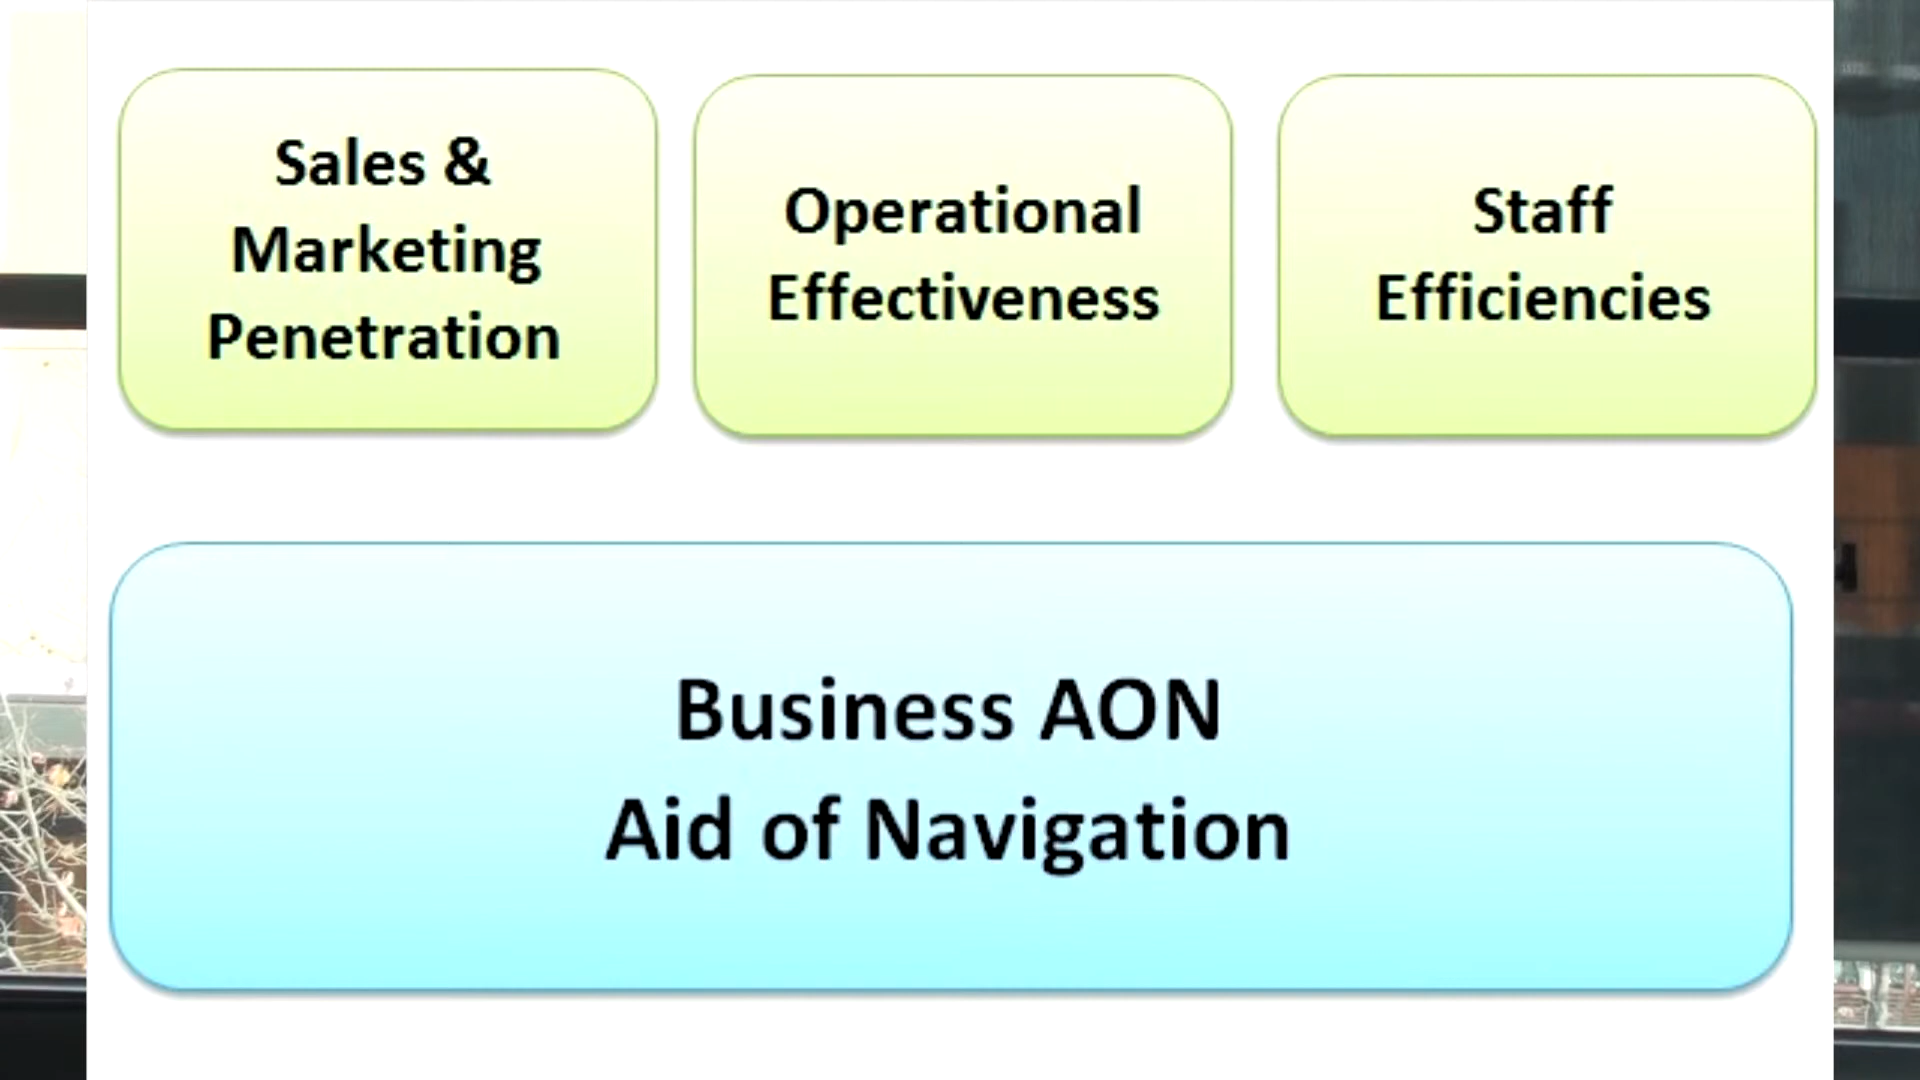 Sales &
Marketing
Penetration
Operational
Effectiveness
Staff
Efficiencies
Business AON
Aid of Navigation